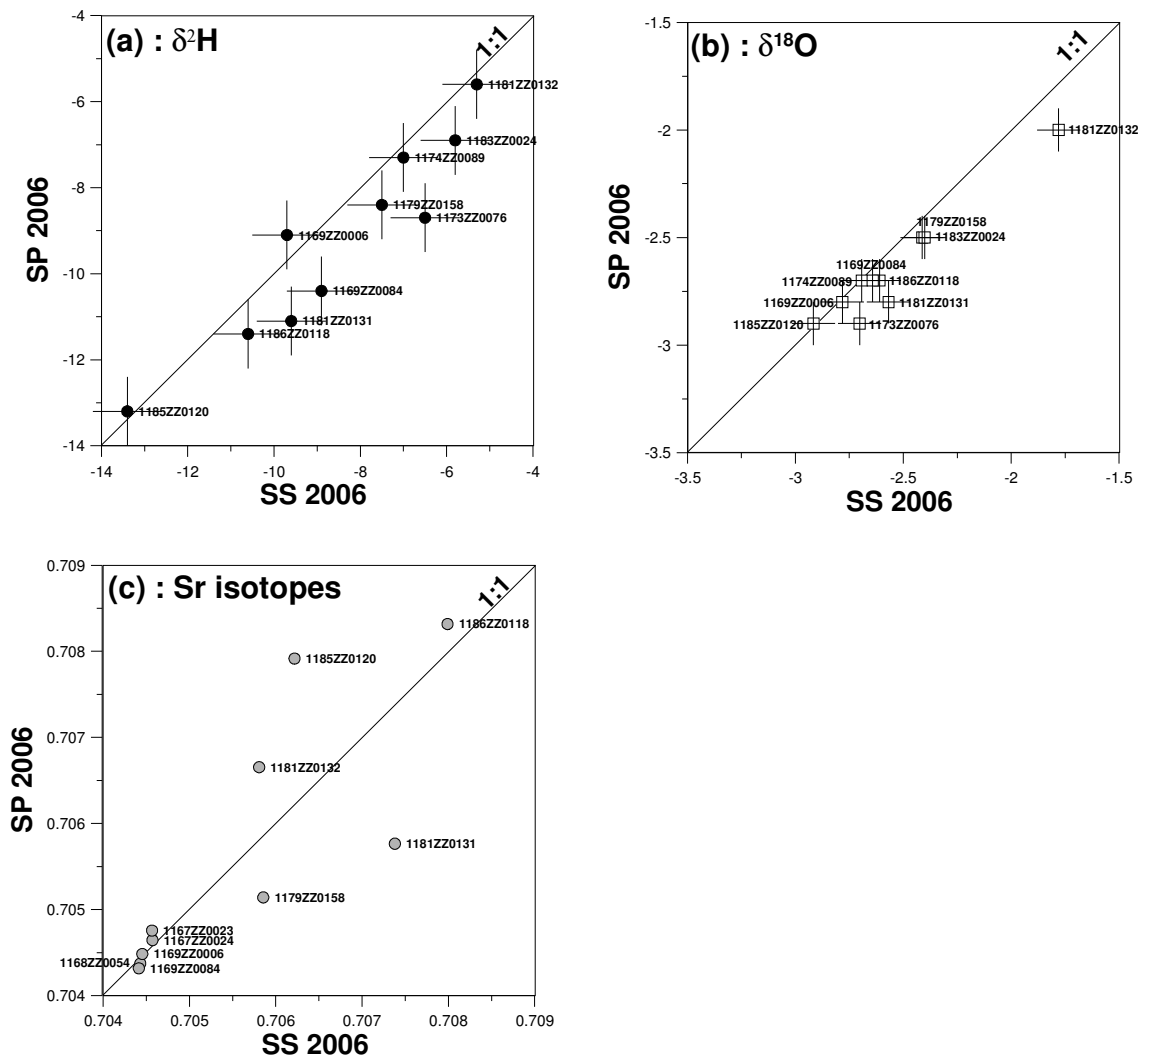 (a) : δ²H
1:1
-4
-6
-8
-10
-12
-14
SP 2006
1181ZZ0132
1183ZZ0024
1174ZZ0089
1179ZZ0158
1173ZZ0076
1169ZZ0006
1169ZZ0084
1181ZZ0131
1186ZZ0118
1185ZZ0120
-14
-12
-10
-8
-6
-4
SS 2006
(b) : δ¹⁸O
1:1
-1.5
-2
-2.5
-3
-3.5
SP 2006
1181ZZ0132
1179ZZ0158
1183ZZ0024
1169ZZ0084
1174ZZ0089
1186ZZ0118
1169ZZ0006
1181ZZ0131
1185ZZ0120
1173ZZ0076
-3.5
-3
-2.5
-2
-1.5
SS 2006
(c) : Sr isotopes
1:1
0.709
0.708
0.707
0.706
0.705
0.704
SP 2006
1186ZZ0118
1185ZZ0120
1181ZZ0132
1181ZZ0131
1179ZZ0158
1167ZZ0023
1167ZZ0024
1169ZZ0006
1168ZZ0054
1169ZZ0084
0.704
0.705
0.706
0.707
0.708
0.709
SS 2006